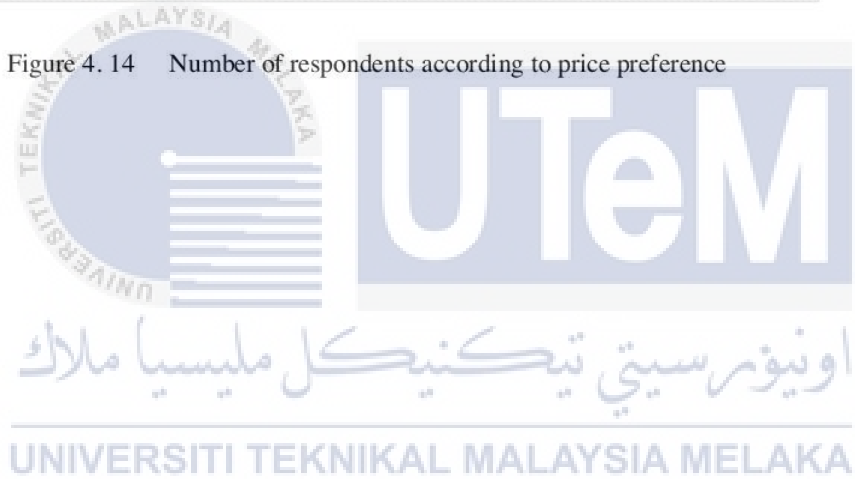 UNIVERSITI TEKNIKAL MALAYSIA MELAKA
Figure 4. 14 Number of respondents according to price preference
UTeM
اونيۏرسيتي تيكنيكل مليسيا ملاك
UNIVERSITI TEKNIKAL MALAYSIA MELAKA